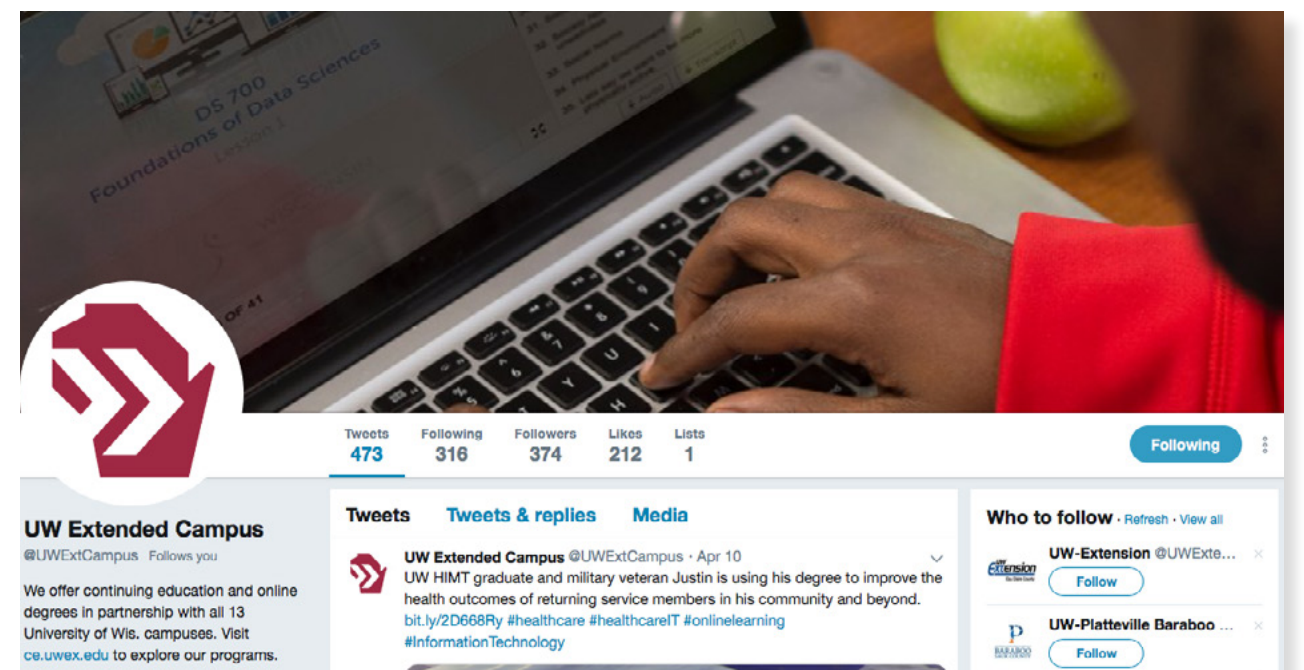 DS 700
Foundations of Data Sciences
Lesson 1
OF 41
Tweets Following Followers Likes Lists
473 316 374 212 1
Following
UW Extended Campus
@UWExtCampus Follows you
We offer continuing education and online
degrees in partnership with all 13
University of Wis. campuses. Visit
ce.uwex.edu to explore our programs.
Tweets Tweets & replies Media
UW Extended Campus @UWExtCampus · Apr 10
UW HIMT graduate and military veteran Justin is using his degree to improve the
health outcomes of returning service members in his community and beyond.
bit.ly/2D668Ry #healthcare #healthcareIT #onlinelearning
#InformationTechnology
Who to follow · Refresh · View all
UW-Extension @UWExte...
Extension
Follow
UW-Platteville Baraboo ...
BARABOO
Follow